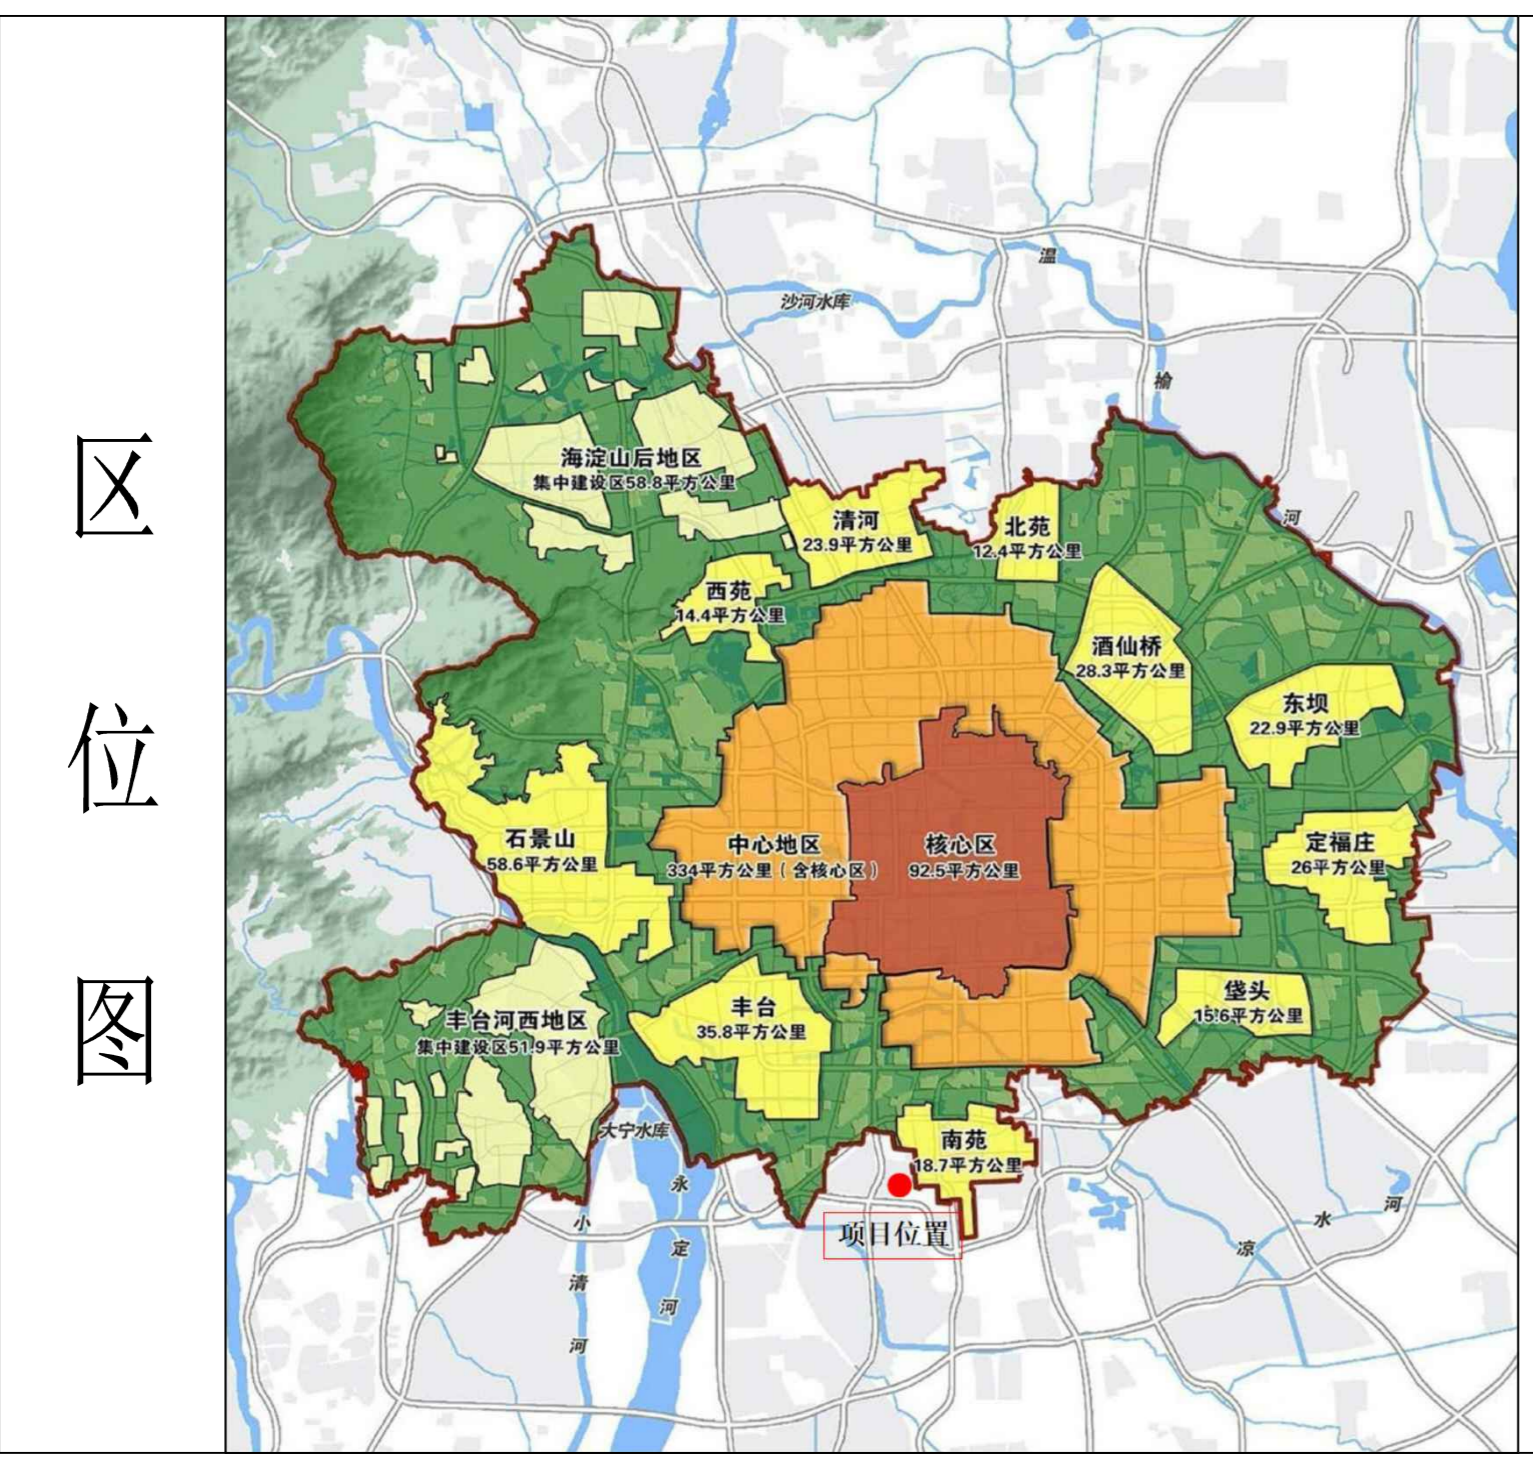 区
位
图
温
沙河水库
榆
海淀山后地区
集中建设区58.8平方公里
清河
23.9平方公里
北苑
12.4平方公里
河
西苑
14.4平方公里
酒仙桥
28.3平方公里
东坝
22.9平方公里
石景山
58.6平方公里
中心地区
334平方公里（含核心区）
核心区
92.5平方公里
定福庄
26平方公里
丰台河西地区
集中建设区51.9平方公里
丰台
35.8平方公里
垡头
15.6平方公里
大宁水库
南苑
18.7平方公里
项目位置
永
定
河
小
清
河
凉
水
河